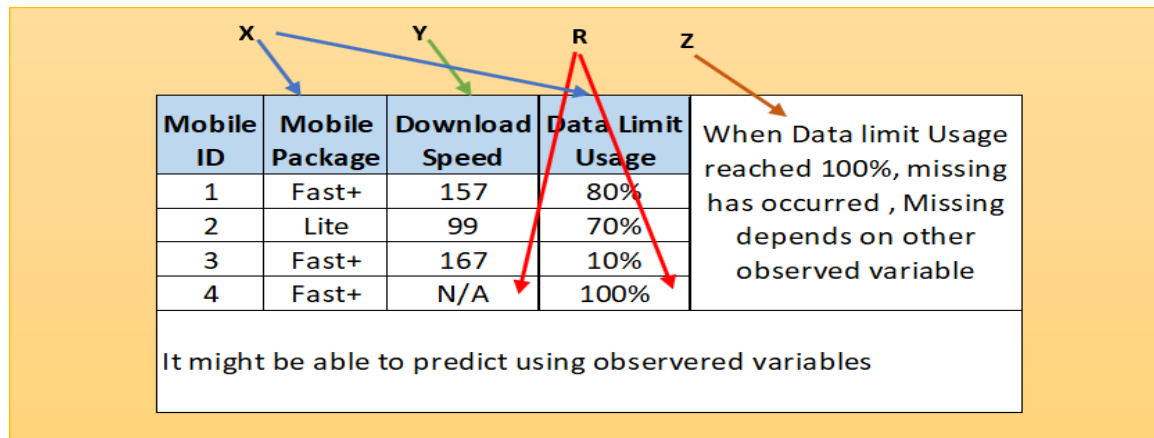 X Y R Z
Mobile ID Mobile Package Download Speed Data Limit Usage
1 Fast+ 157 80%
2 Lite 99 70%
3 Fast+ 167 10%
4 Fast+ N/A 100%
When Data limit Usage
reached 100%, missing
has occurred , Missing
depends on other
observed variable
It might be able to predict using observered variables